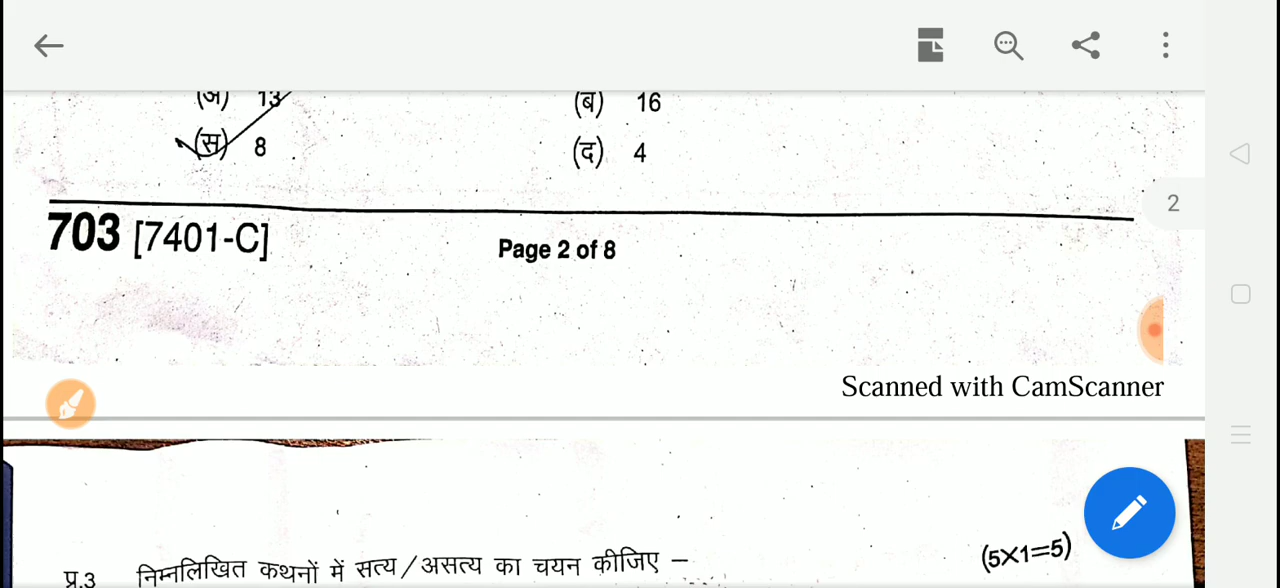 (अ) 13 (ब) 16
(स) 8 (द) 4
2
703 [7401-C] Page 2 of 8
Scanned with CamScanner
प्र.3 निम्नलिखित कथनों में सत्य/असत्य का चयन कीजिए – (5×1=5)